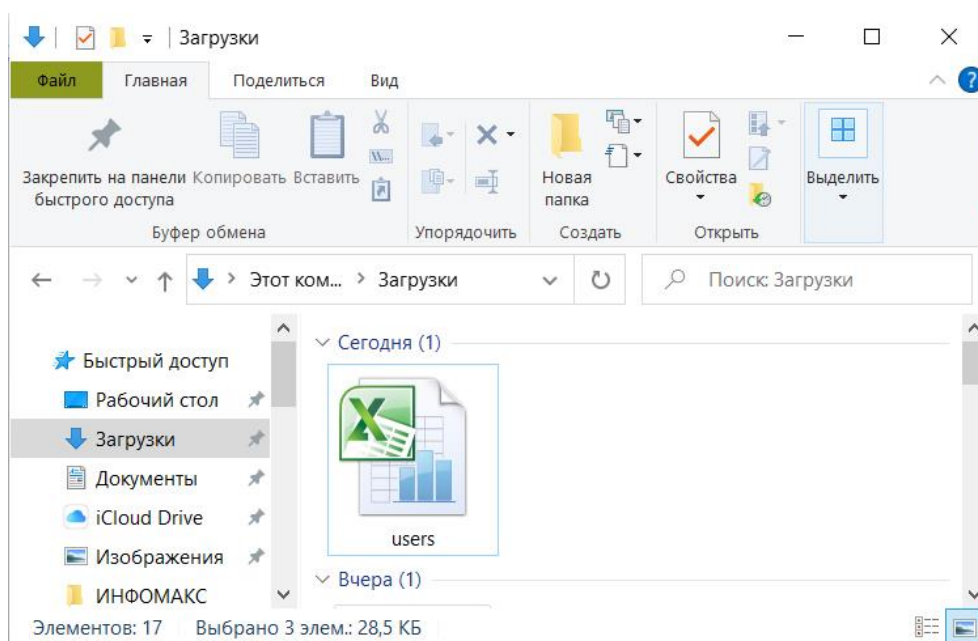 Загрузки
Файл Главная Поделиться Вид
Закрепить на панели быстрого доступа
Копировать
Вставить
W...
Новая папка
Свойства
Выделить
Буфер обмена Упорядочить Создать Открыть
Этот ком... Загрузки
Поиск: Загрузки
Быстрый доступ
Рабочий стол
Загрузки
Документы
iCloud Drive
Изображения
ИНФОМАКС
Сегодня (1)
users
Вчера (1)
Элементов: 17 Выбрано 3 элем.: 28,5 КБ